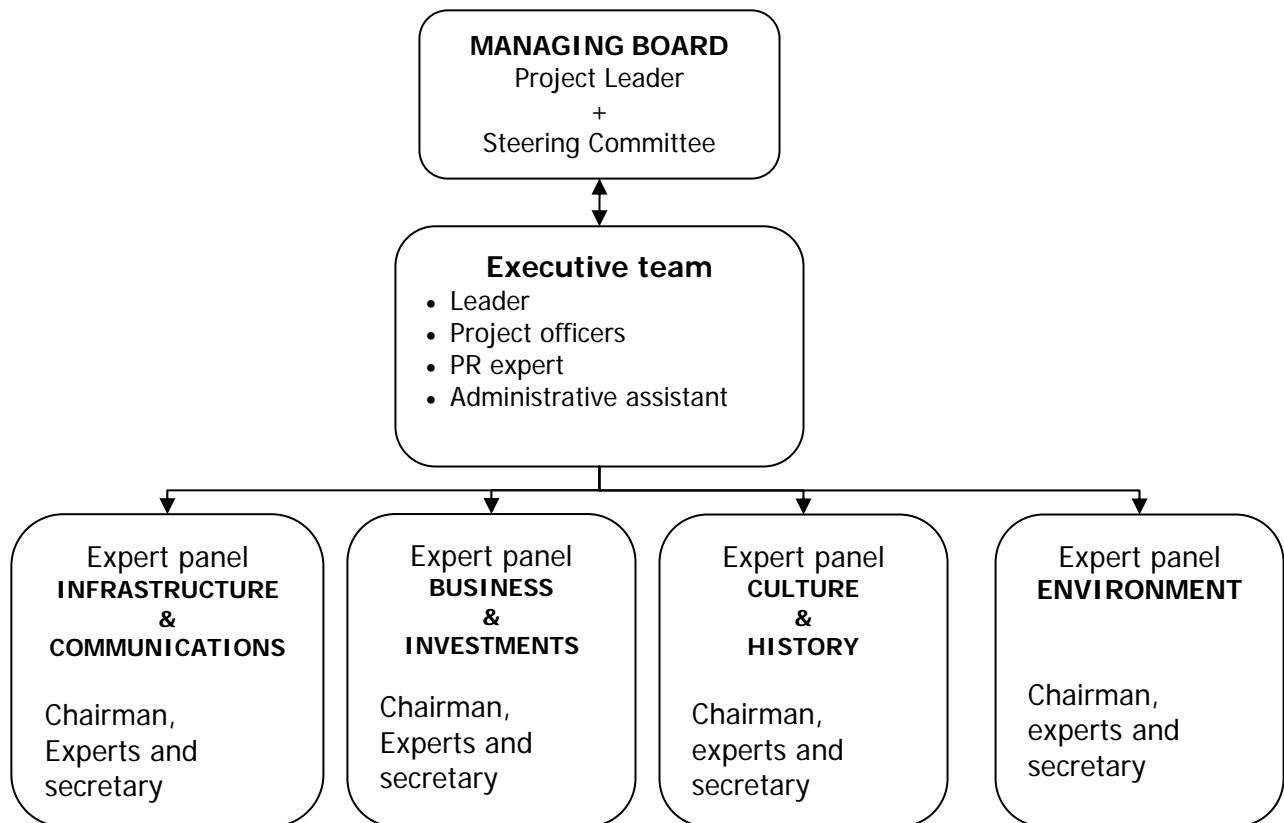 MANAGING BOARD
Project Leader
+
Steering Committee
Executive team
• Leader
• Project officers
• PR expert
• Administrative assistant
Expert panel
INFRASTRUCTURE
&
COMMUNICATIONS
Chairman,
Experts and
secretary
Expert panel
BUSINESS
&
INVESTMENTS
Chairman,
Experts and
secretary
Expert panel
CULTURE
&
HISTORY
Chairman,
experts and
secretary
Expert panel
ENVIRONMENT
Chairman,
experts and
secretary